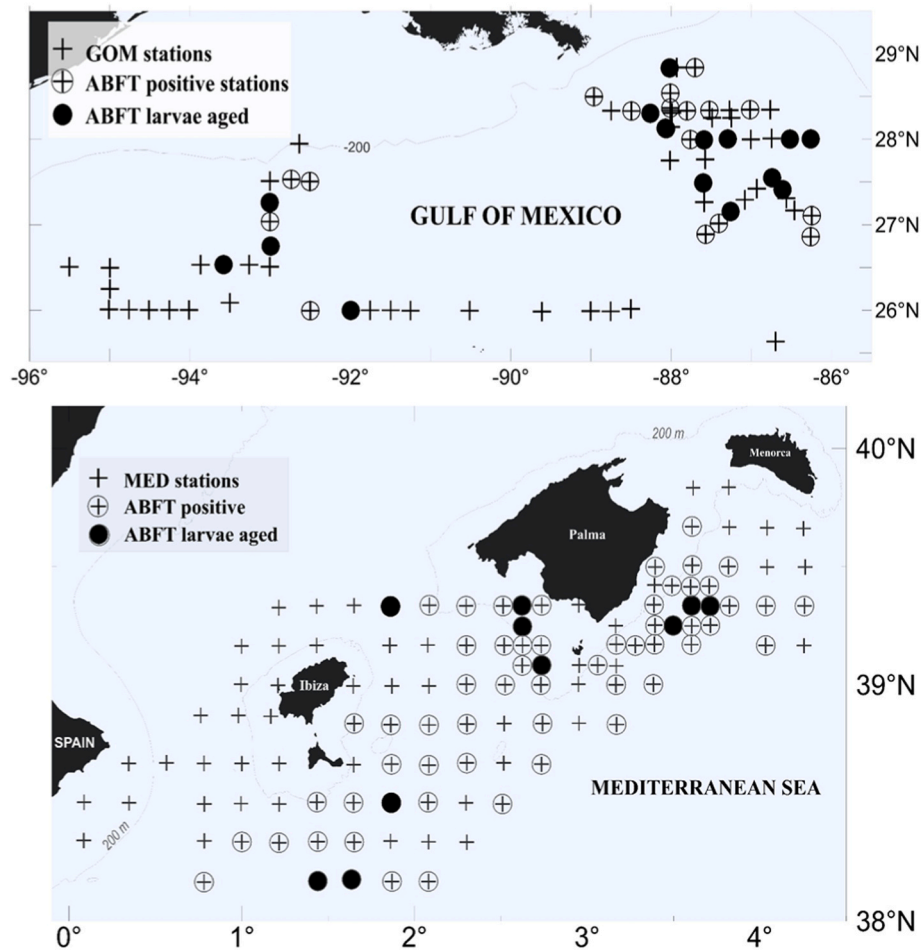 GOM stations
ABFT positive stations
ABFT larvae aged
-200
GULF OF MEXICO
29°N
28°N
27°N
26°N
-96° -94° -92° -90° -88° -86°
MED stations
ABFT positive
ABFT larvae aged
200 m
Menorca
Palma
Ibiza
SPAIN
200 m
MEDITERRANEAN SEA
40°N
39°N
38°N
0° 1° 2° 3° 4°